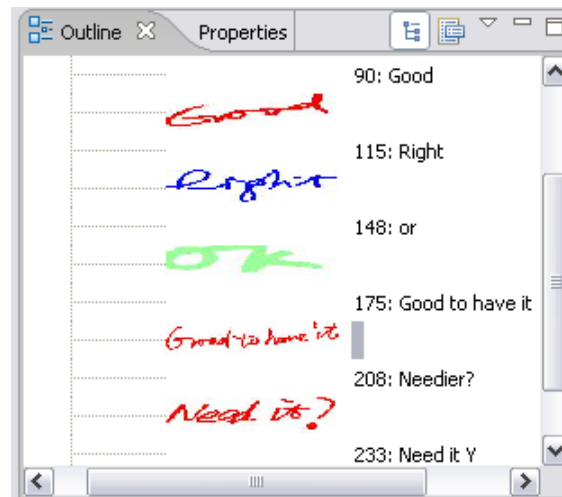 Outline Properties
90: Good
Good
115: Right
Right
148: or
OK
175: Good to have it
Good to have it
208: Needier?
Need it?
233: Need it Y